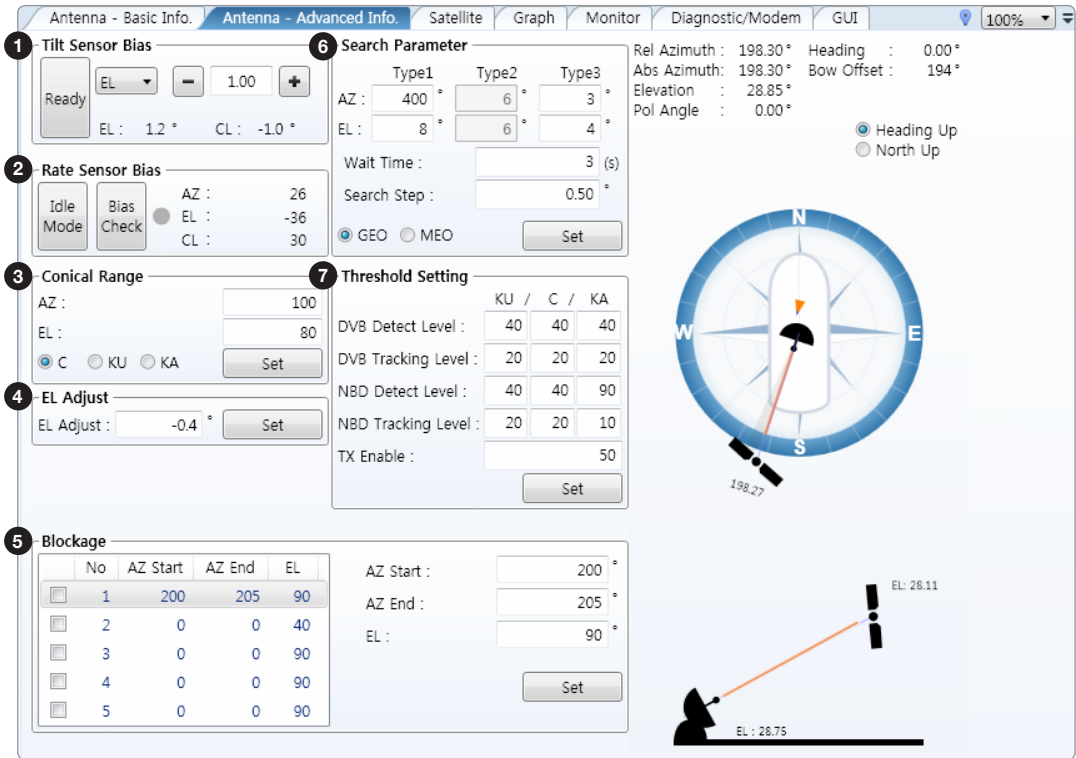 Antenna - Basic Info. Antenna - Advanced Info. Satellite Graph Monitor Diagnostic/Modem GUI 100%
1 Tilt Sensor Bias
Ready EL - 1.00 +
EL : 1.2 ° CL : -1.0 °
2 Rate Sensor Bias
Idle Mode Bias Check
AZ : 26
EL : -36
CL : 30
3 Conical Range
AZ : 100
EL : 80
C KU KA Set
4 EL Adjust
EL Adjust : -0.4 ° Set
6 Search Parameter
Type1 Type2 Type3
AZ : 400 ° 6 ° 3 °
EL : 8 ° 6 ° 4 °
Wait Time : 3 (s)
Search Step : 0.50 °
GEO MEO Set
7 Threshold Setting
KU / C / KA
DVB Detect Level : 40 40 40
DVB Tracking Level : 20 20 20
NBD Detect Level : 40 40 90
NBD Tracking Level : 20 20 10
TX Enable : 50
Set
5 Blockage
No AZ Start AZ End EL
1 200 205 90
2 0 0 40
3 0 0 90
4 0 0 90
5 0 0 90
AZ Start : 200 °
AZ End : 205 °
EL : 90 °
Set
Rel Azimuth : 198.30 ° Heading : 0.00 °
Abs Azimuth: 198.30 ° Bow Offset : 194 °
Elevation : 28.85 °
Pol Angle : 0.00 °
Heading Up
North Up
N
W
E
S
198.27
EL: 28.11
EL : 28.75